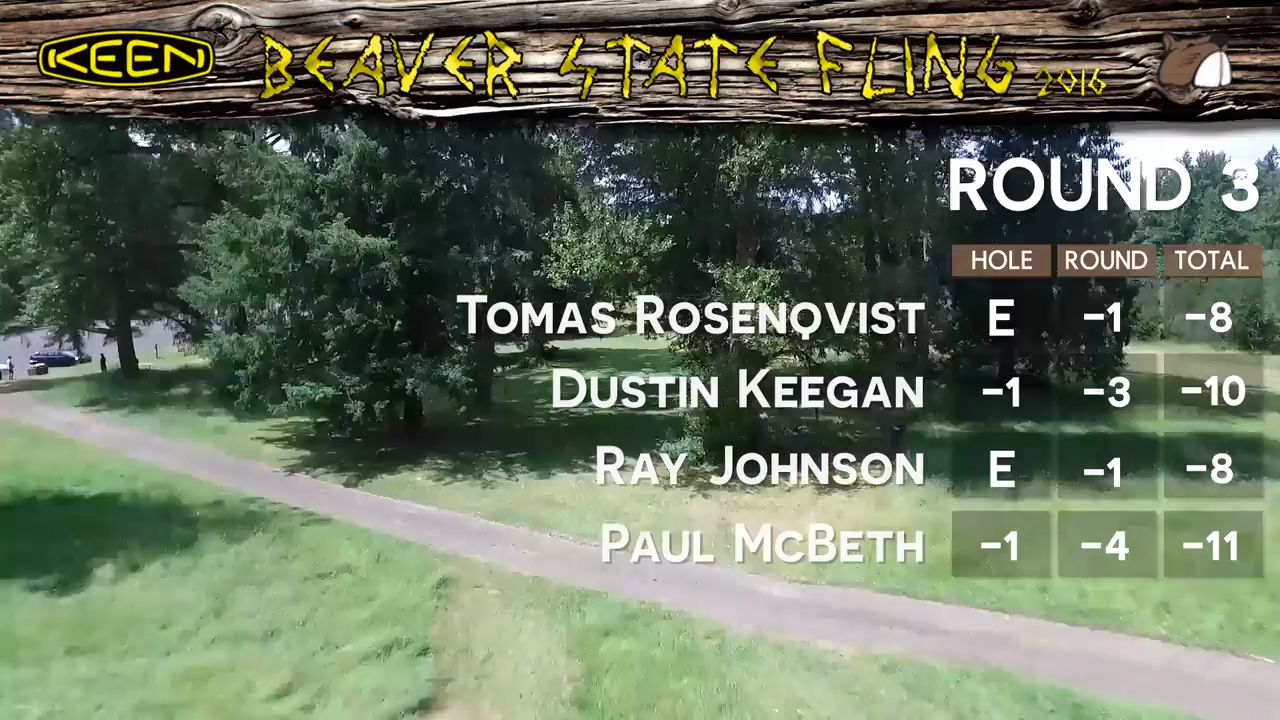 KEEN BEAVER STATE FLING 2016
ROUND 3
HOLE ROUND TOTAL
TOMAS ROSENQVIST E -1 -8
DUSTIN KEEGAN -1 -3 -10
RAY JOHNSON E -1 -8
PAUL MCBETH -1 -4 -11